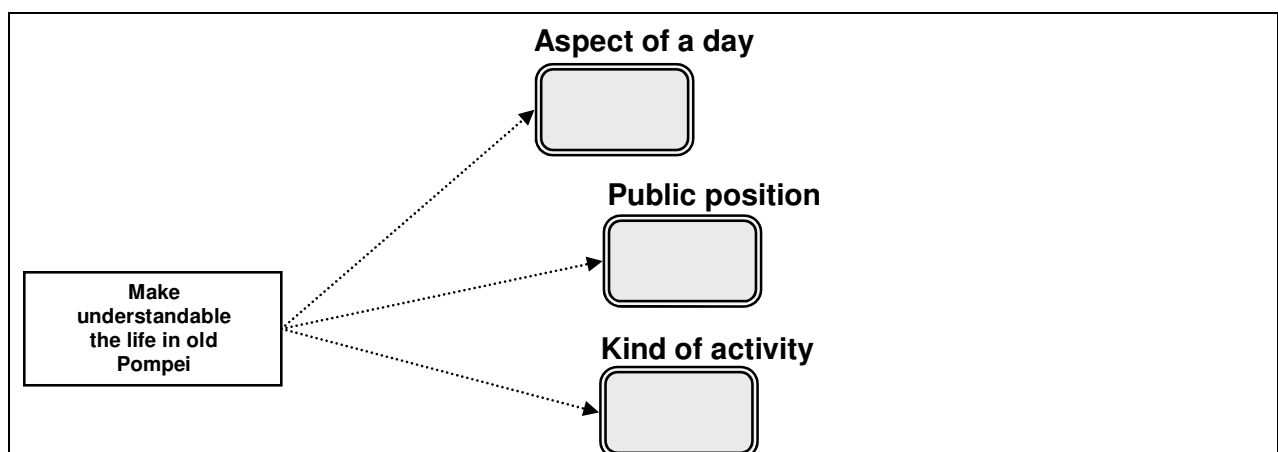 Aspect of a day
Public position
Make
understandable
the life in old
Pompei
Kind of activity